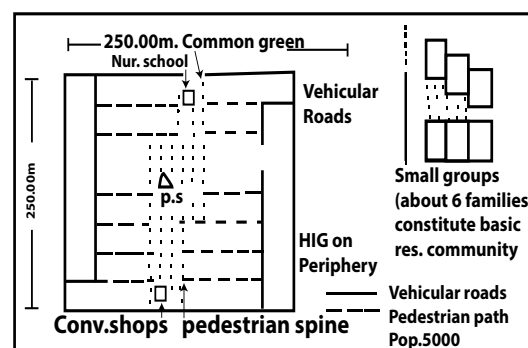 250.00m. Common green
Nur. school
Vehicular
Roads
250.00m
p.s
Small groups
(about 6 families
constitute basic
res. community
HIG on
Periphery
Conv.shops pedestrian spine
Vehicular roads
Pedestrian path
Pop.5000